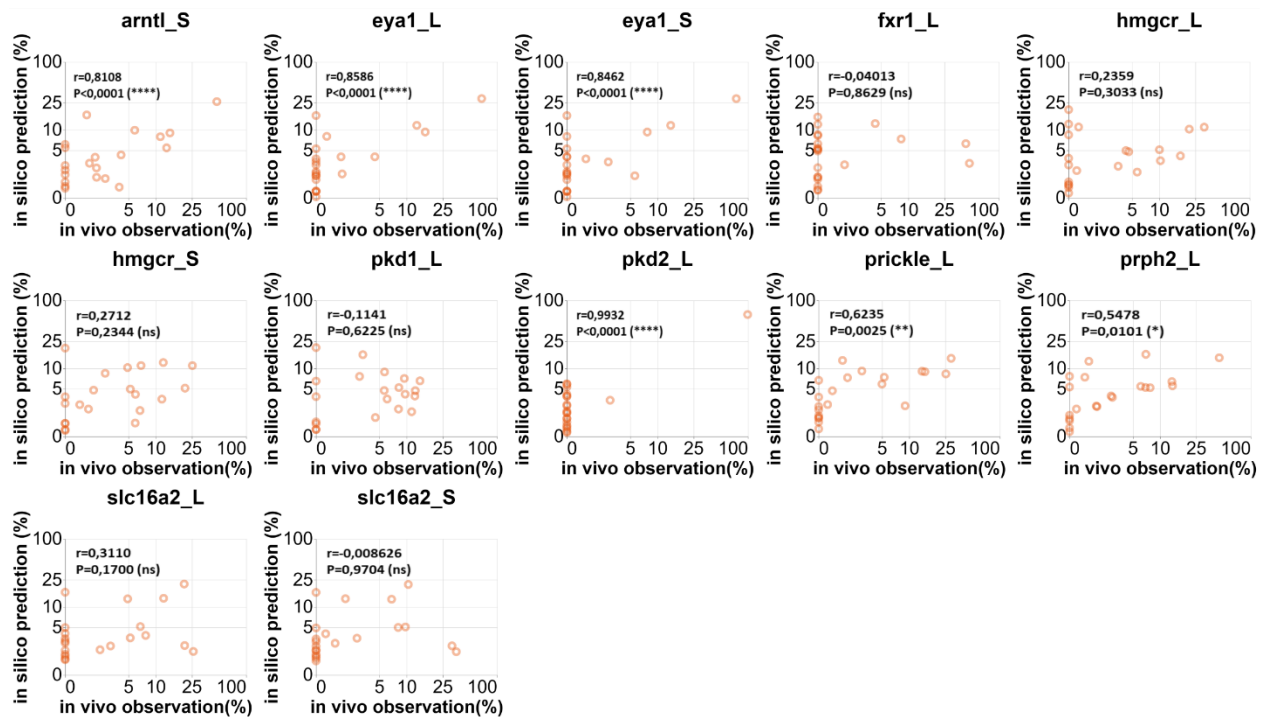 arntl_S
in silico prediction (%)
100
25
10
5
0
r=0,8108
P<0,0001 (****)
0
5
10
25
100
in vivo observation(%)
eya1_L
in silico prediction (%)
100
25
10
5
0
r=0,8586
P<0,0001 (****)
0
5
10
25
100
in vivo observation(%)
eya1_S
in silico prediction (%)
100
25
10
5
0
r=0,8462
P<0,0001 (****)
0
5
10
25
100
in vivo observation(%)
fxr1_L
in silico prediction (%)
100
25
10
5
0
r=-0,04013
P=0,8629 (ns)
0
5
10
25
100
in vivo observation(%)
hmgcr_L
in silico prediction (%)
100
25
10
5
0
r=0,2359
P=0,3033 (ns)
0
5
10
25
100
in vivo observation(%)
hmgcr_S
in silico prediction (%)
100
25
10
5
0
r=0,2712
P=0,2344 (ns)
0
5
10
25
100
in vivo observation(%)
pkd1_L
in silico prediction (%)
100
25
10
5
0
r=-0,1141
P=0,6225 (ns)
0
5
10
25
100
in vivo observation(%)
pkd2_L
in silico prediction (%)
100
25
10
5
0
r=0,9932
P<0,0001 (****)
0
5
10
25
100
in vivo observation(%)
prickle_L
in silico prediction (%)
100
25
10
5
0
r=0,6235
P=0,0025 (**)
0
5
10
25
100
in vivo observation(%)
prph2_L
in silico prediction (%)
100
25
10
5
0
r=0,5478
P=0,0101 (*)
0
5
10
25
100
in vivo observation(%)
slc16a2_L
in silico prediction (%)
100
25
10
5
0
r=0,3110
P=0,1700 (ns)
0
5
10
25
100
in vivo observation(%)
slc16a2_S
in silico prediction (%)
100
25
10
5
0
r=-0,008626
P=0,9704 (ns)
0
5
10
25
100
in vivo observation(%)